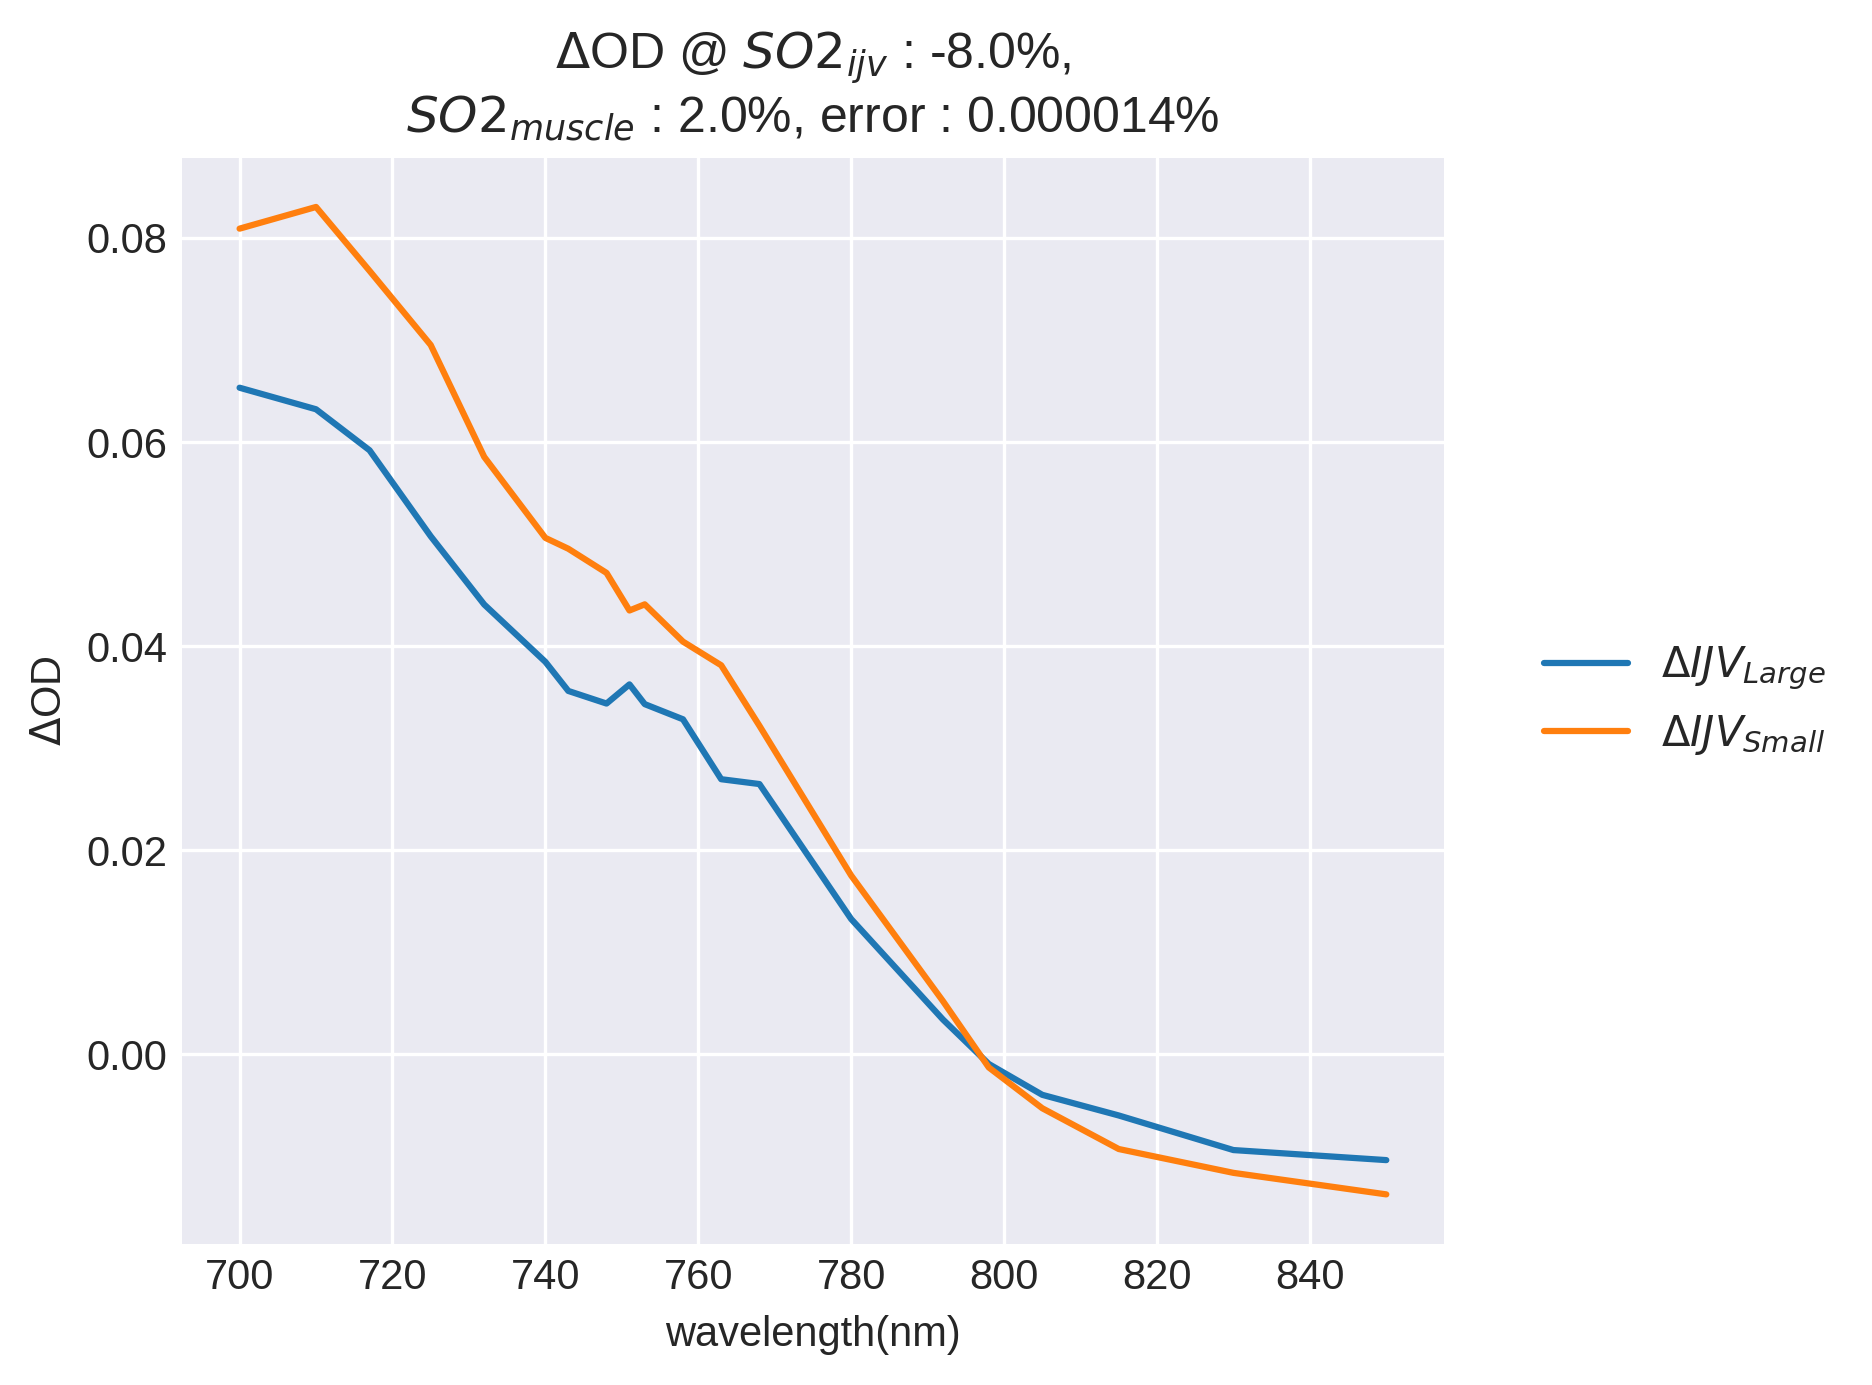 ΔOD @ SO2ijv : -8.0%,
SO2muscle : 2.0%, error : 0.000014%
ΔOD
0.08
0.06
0.04
0.02
0.00
700 720 740 760 780 800 820 840
wavelength(nm)
ΔIJVLarge
ΔIJVSmall